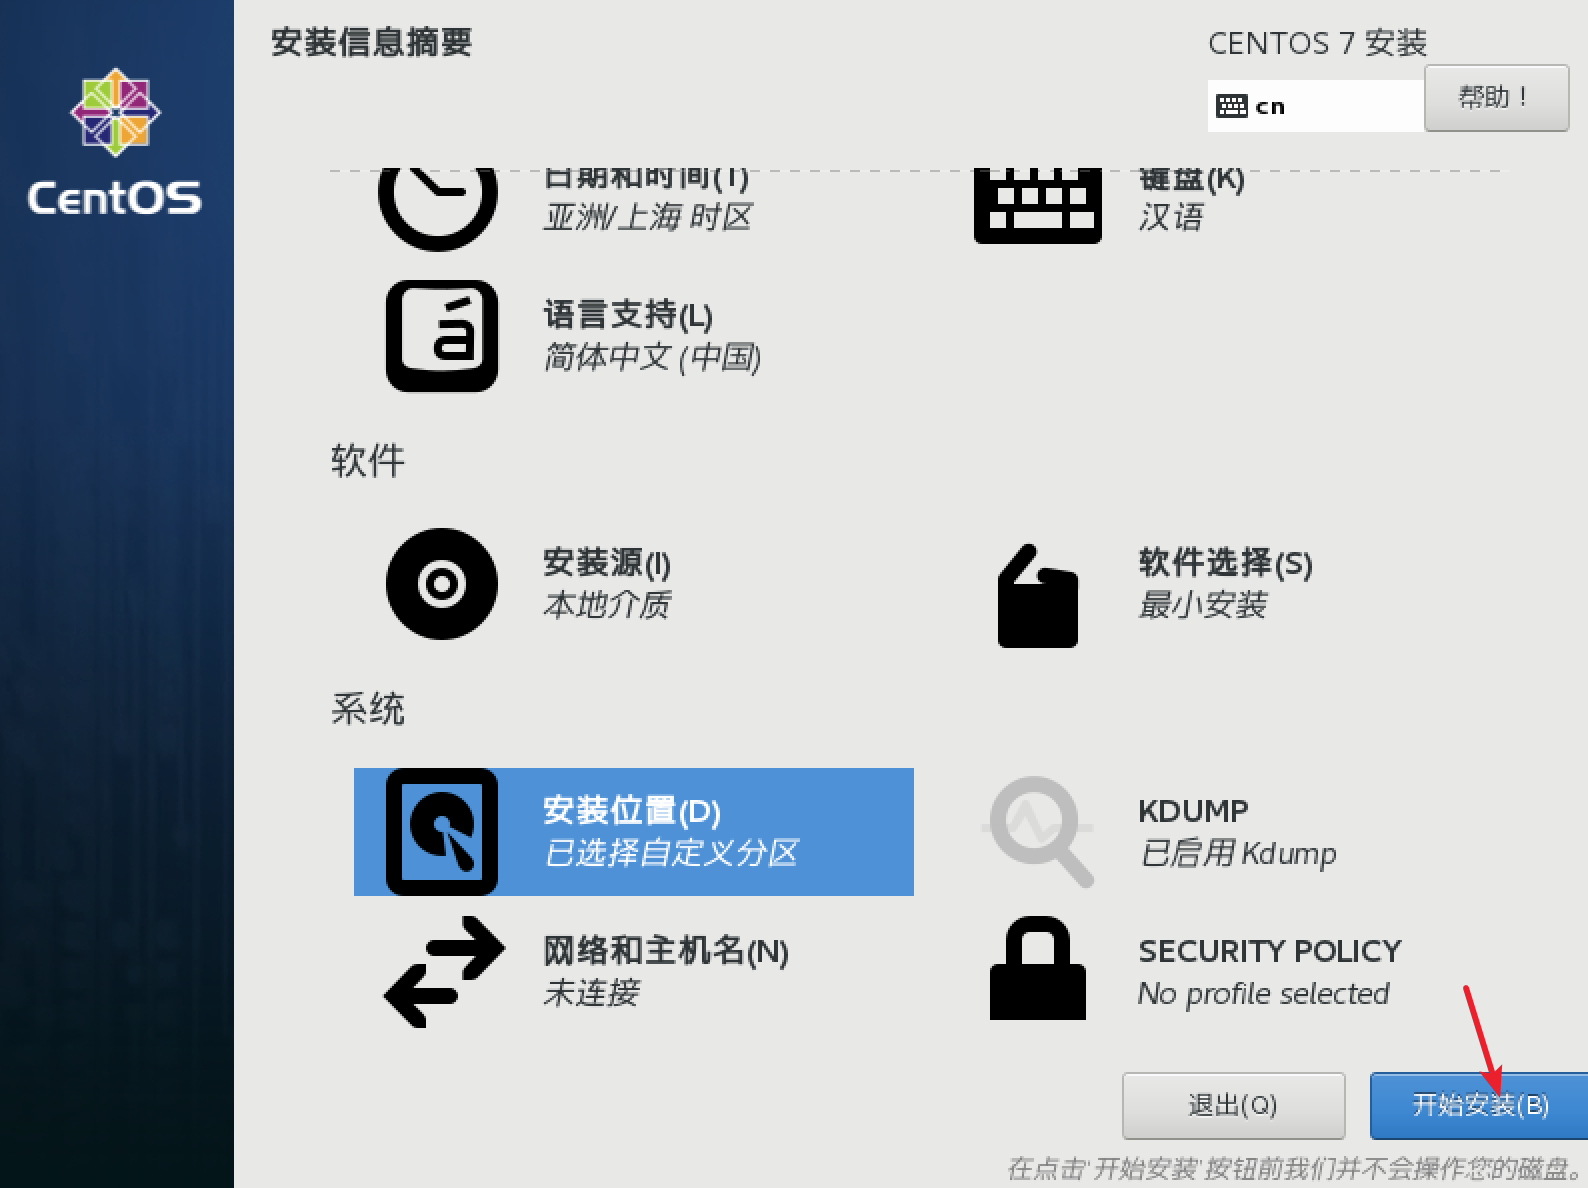 安装信息摘要
CENTOS 7 安装
cn
帮助！
CentOS
日期和时间(T)
亚洲/上海 时区
键盘(K)
汉语
语言支持(L)
简体中文 (中国)
软件
安装源(I)
本地介质
软件选择(S)
最小安装
系统
安装位置(D)
已选择自定义分区
KDUMP
已启用 Kdump
网络和主机名(N)
未连接
SECURITY POLICY
No profile selected
退出(Q)
开始安装(B)
在点击'开始安装'按钮前我们并不会操作您的磁盘。